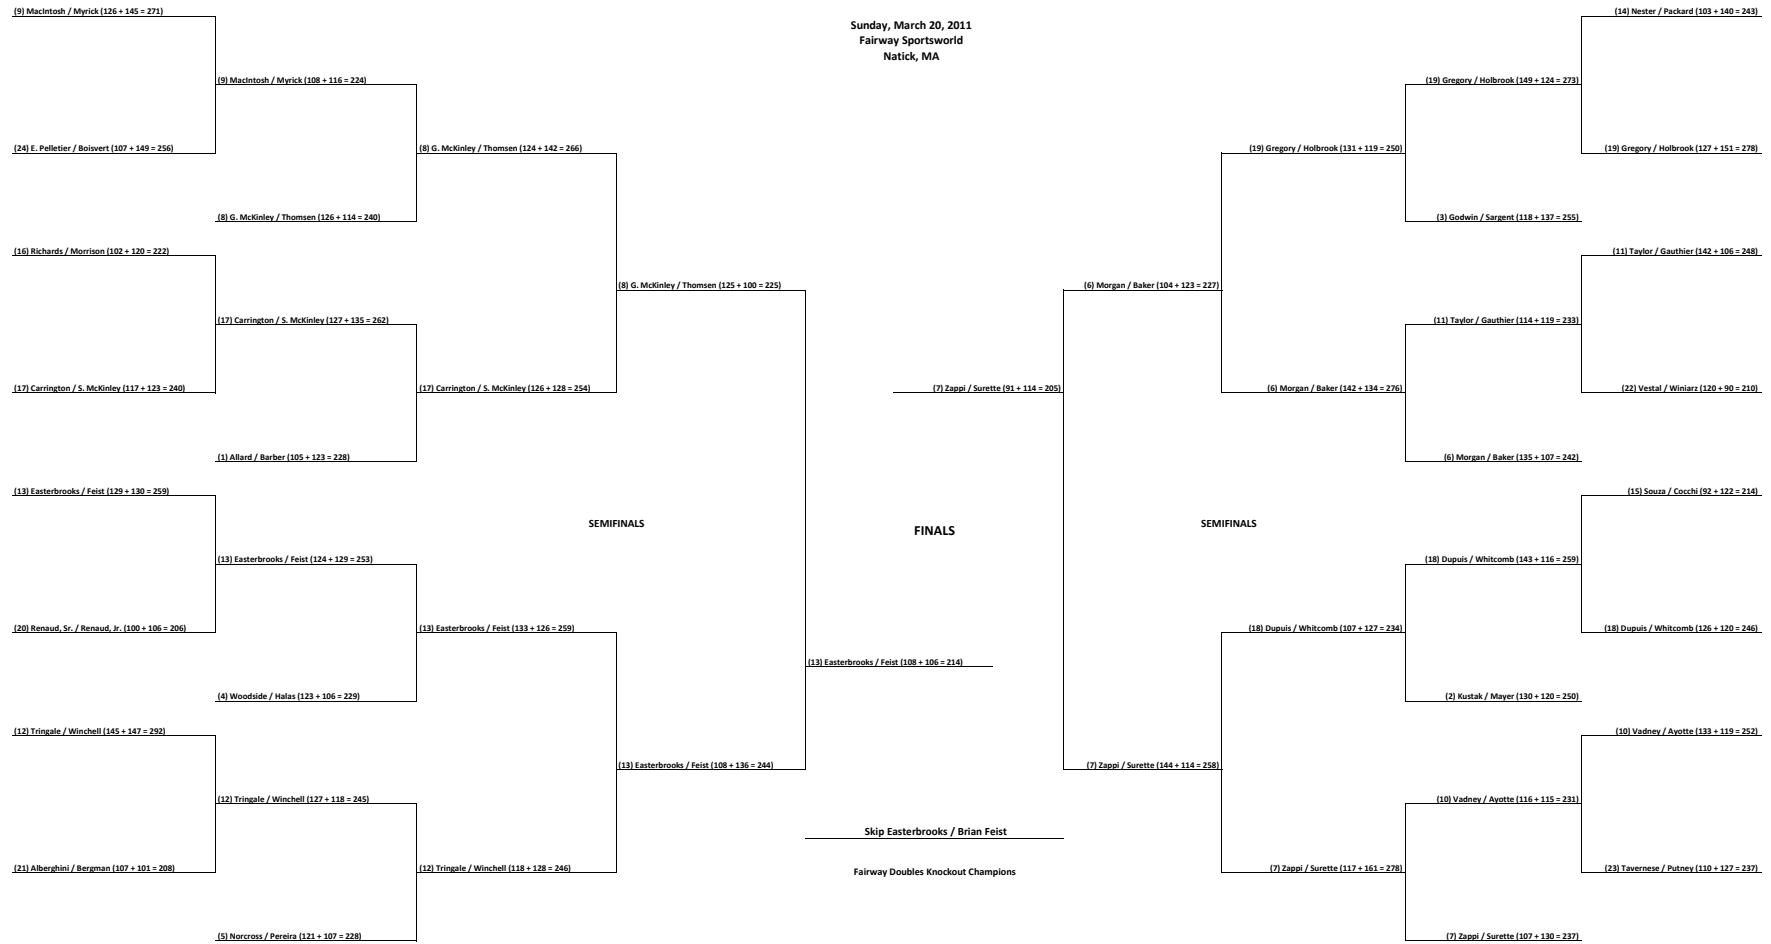 (9) MacIntosh / Myrick (126 + 145 = 271)
(14) Nester / Packard (103 + 140 = 243)
Sunday, March 20, 2011
Fairway Sportsworld
Natick, MA
(9) MacIntosh / Myrick (108 + 116 = 224)
(19) Gregory / Holbrook (149 + 124 = 273)
(24) E. Pelletier / Boisvert (107 + 149 = 256)
(8) G. McKinley / Thomsen (124 + 142 = 266)
(19) Gregory / Holbrook (131 + 119 = 250)
(19) Gregory / Holbrook (127 + 151 = 278)
(8) G. McKinley / Thomsen (126 + 114 = 240)
(3) Godwin / Sargent (118 + 137 = 255)
(16) Richards / Morrison (102 + 120 = 222)
(11) Taylor / Gauthier (142 + 106 = 248)
(8) G. McKinley / Thomsen (125 + 100 = 225)
(6) Morgan / Baker (104 + 123 = 227)
(17) Carrington / S. McKinley (127 + 135 = 262)
(11) Taylor / Gauthier (114 + 119 = 233)
(17) Carrington / S. McKinley (117 + 123 = 240)
(17) Carrington / S. McKinley (126 + 128 = 254)
(7) Zappi / Surette (91 + 114 = 205)
(6) Morgan / Baker (142 + 134 = 276)
(22) Vestal / Winiarz (120 + 90 = 210)
(1) Allard / Barber (105 + 123 = 228)
(6) Morgan / Baker (135 + 107 = 242)
(13) Easterbrooks / Feist (129 + 130 = 259)
(15) Souza / Cocchi (92 + 122 = 214)
SEMIFINALS
FINALS
SEMIFINALS
(13) Easterbrooks / Feist (124 + 129 = 253)
(18) Dupuis / Whitcomb (143 + 116 = 259)
(20) Renaud, Sr. / Renaud, Jr. (100 + 106 = 206)
(13) Easterbrooks / Feist (133 + 126 = 259)
(18) Dupuis / Whitcomb (107 + 127 = 234)
(18) Dupuis / Whitcomb (126 + 120 = 246)
(13) Easterbrooks / Feist (108 + 106 = 214)
(4) Woodside / Halas (123 + 106 = 229)
(2) Kustak / Mayer (130 + 120 = 250)
(12) Tringale / Winchell (145 + 147 = 292)
(10) Vadney / Ayotte (133 + 119 = 252)
(13) Easterbrooks / Feist (108 + 136 = 244)
(7) Zappi / Surette (144 + 114 = 258)
(12) Tringale / Winchell (127 + 118 = 245)
(10) Vadney / Ayotte (116 + 115 = 231)
Skip Easterbrooks / Brian Feist
(21) Alberghini / Bergman (107 + 101 = 208)
(12) Tringale / Winchell (118 + 128 = 246)
Fairway Doubles Knockout Champions
(7) Zappi / Surette (117 + 161 = 278)
(23) Tavernese / Putney (110 + 127 = 237)
(5) Norcross / Pereira (121 + 107 = 228)
(7) Zappi / Surette (107 + 130 = 237)